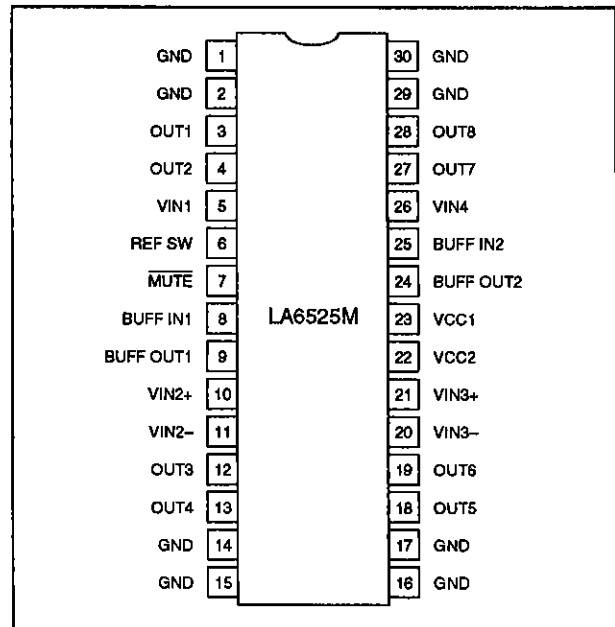 GND 1 30 GND
GND 2 29 GND
OUT1 3 28 OUT8
OUT2 4 27 OUT7
VIN1 5 26 VIN4
REF SW 6 25 BUFF IN2
MUTE 7 24 BUFF OUT2
BUFF IN1 8 LA6525M 23 VCC1
BUFF OUT1 9 22 VCC2
VIN2+ 10 21 VIN3+
VIN2– 11 20 VIN3–
OUT3 12 19 OUT6
OUT4 13 18 OUT5
GND 14 17 GND
GND 15 16 GND